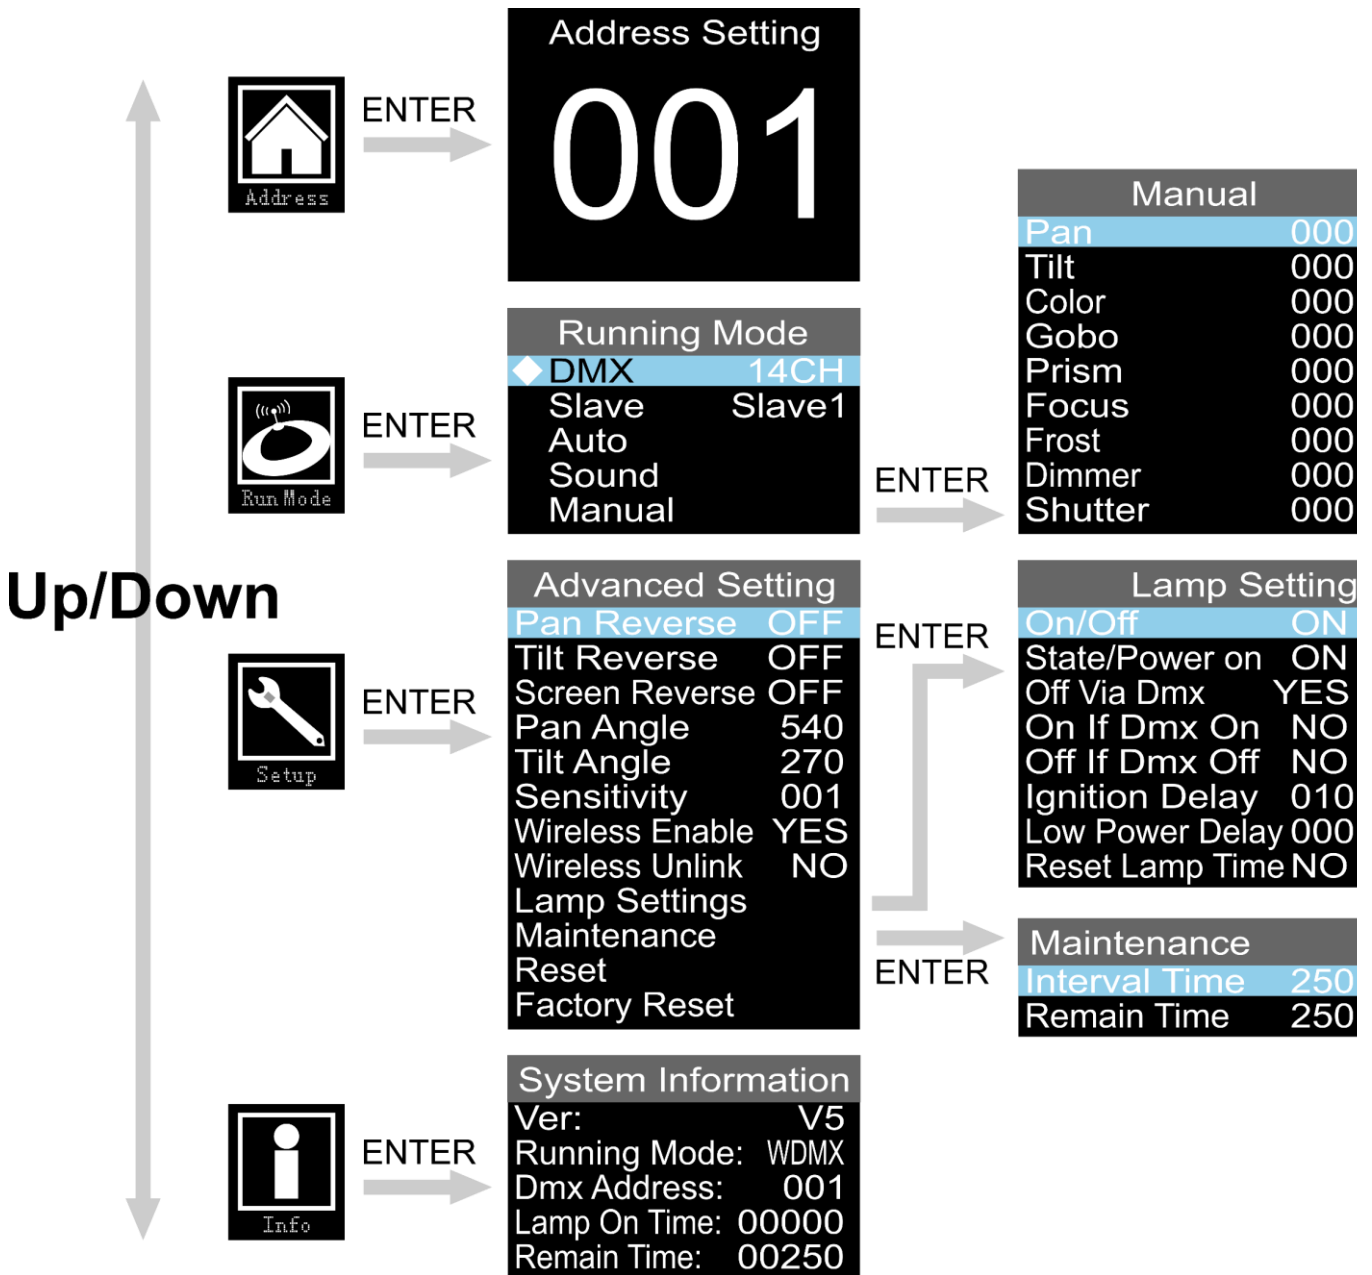 Address Setting
001
Address
ENTER
Running Mode
DMX 14CH
Slave Slave1
Auto
Sound
Manual
Run Mode
ENTER
ENTER
Manual
Pan 000
Tilt 000
Color 000
Gobo 000
Prism 000
Focus 000
Frost 000
Dimmer 000
Shutter 000
Up/Down
Setup
ENTER
Advanced Setting
Pan Reverse OFF
Tilt Reverse OFF
Screen Reverse OFF
Pan Angle 540
Tilt Angle 270
Sensitivity 001
Wireless Enable YES
Wireless Unlink NO
Lamp Settings
Maintenance
Reset
Factory Reset
ENTER
Lamp Setting
On/Off ON
State/Power on ON
Off Via Dmx YES
On If Dmx On NO
Off If Dmx Off NO
Ignition Delay 010
Low Power Delay 000
Reset Lamp Time NO
ENTER
Maintenance
Interval Time 250
Remain Time 250
Info
ENTER
System Information
Ver: V5
Running Mode: WDMX
Dmx Address: 001
Lamp On Time: 00000
Remain Time: 00250